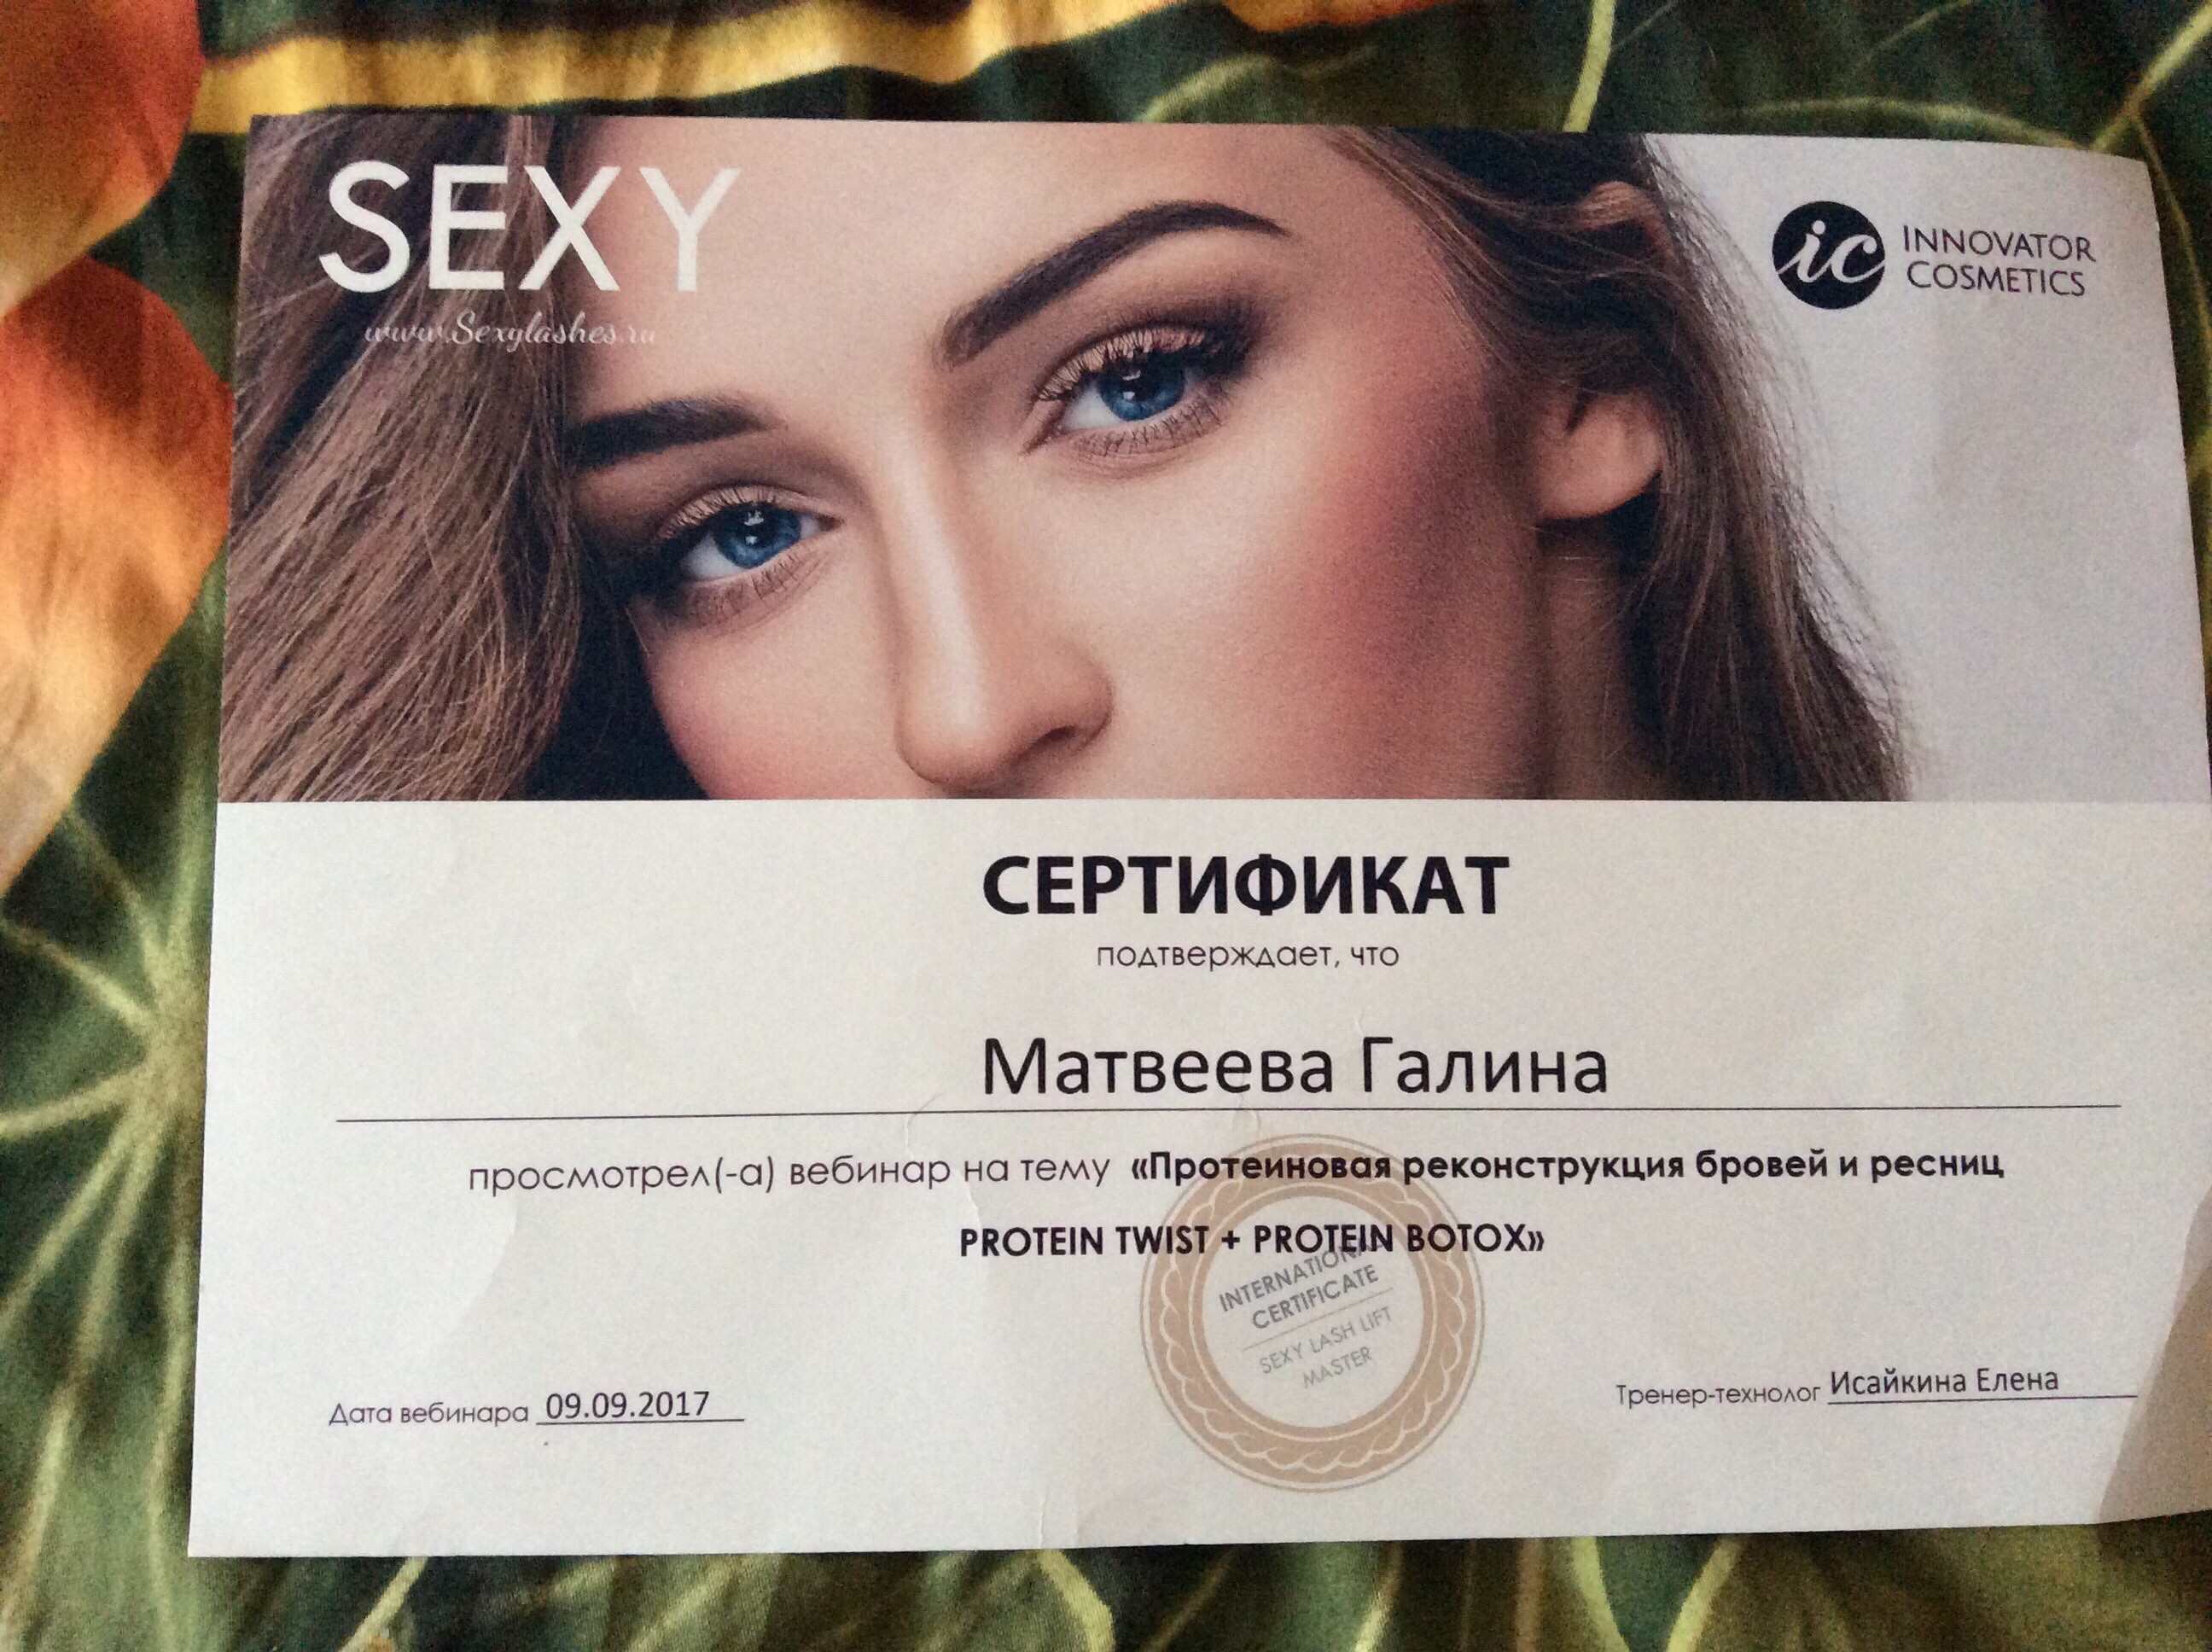 SEXY
www.Sexylashes.ru
ic INNOVATOR
COSMETICS
СЕРТИФИКАТ
подтверждает, что
Матвеева Галина
просмотрел(-а) вебинар на тему «Протеиновая реконструкция бровей и ресниц
PROTEIN TWIST + PROTEIN BOTOX»
INTERNATIONAL
CERTIFICATE
SEXY LASH LIFT
MASTER
Дата вебинара 09.09.2017
Тренер-технолог Исайкина Елена